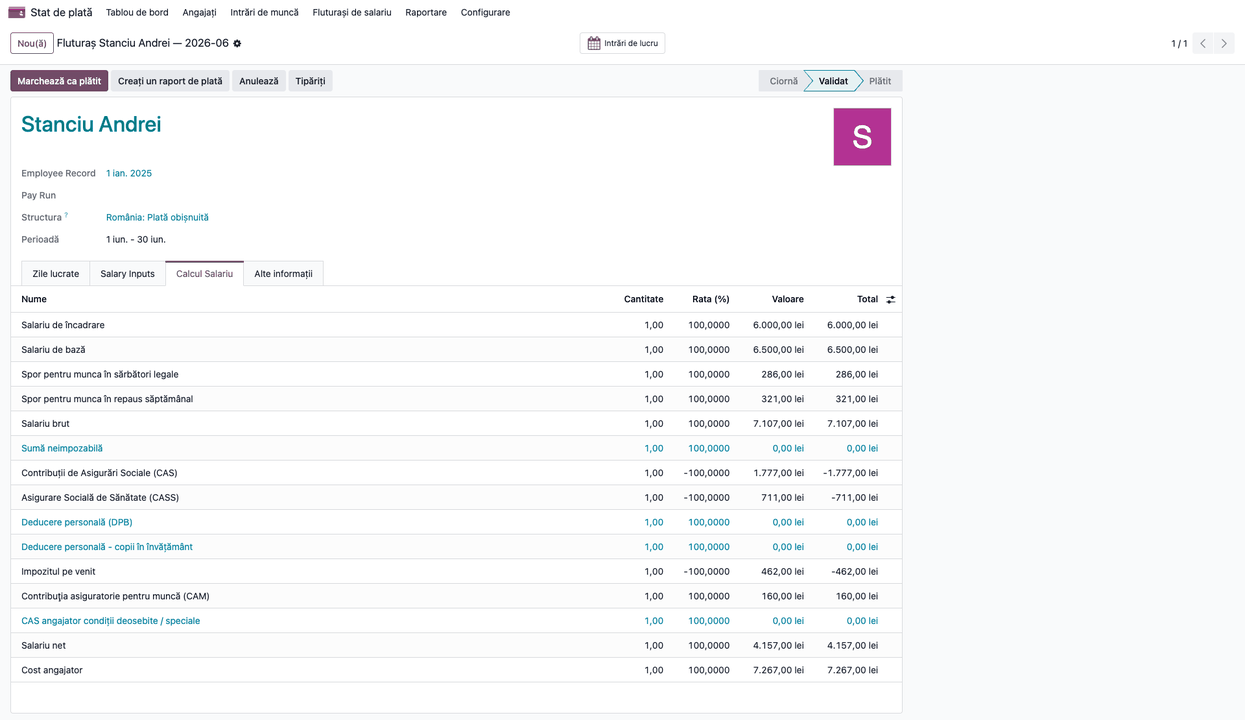 Stat de plată Tablou de bord Angajați Intrări de muncă Fluturași de salariu Raportare Configurare
Nou(ă) Fluturaș Stanciu Andrei — 2026-06 Intrări de lucru 1 / 1
Marchează ca plătit Creați un raport de plată Anulează Tipăriți Ciornă Validat Plătit
Stanciu Andrei
S
Employee Record 1 ian. 2025
Pay Run
Structura ? România: Plată obișnuită
Perioadă 1 iun. - 30 iun.
Zile lucrate Salary Inputs Calcul Salariu Alte informații
Nume Cantitate Rata (%) Valoare Total
Salariu de încadrare 1,00 100,0000 6.000,00 lei 6.000,00 lei
Salariu de bază 1,00 100,0000 6.500,00 lei 6.500,00 lei
Spor pentru munca în sărbători legale 1,00 100,0000 286,00 lei 286,00 lei
Spor pentru munca în repaus săptămânal 1,00 100,0000 321,00 lei 321,00 lei
Salariu brut 1,00 100,0000 7.107,00 lei 7.107,00 lei
Sumă neimpozabilă 1,00 100,0000 0,00 lei 0,00 lei
Contribuții de Asigurări Sociale (CAS) 1,00 -100,0000 1.777,00 lei -1.777,00 lei
Asigurare Socială de Sănătate (CASS) 1,00 -100,0000 711,00 lei -711,00 lei
Deducere personală (DPB) 1,00 100,0000 0,00 lei 0,00 lei
Deducere personală - copii în învățământ 1,00 100,0000 0,00 lei 0,00 lei
Impozitul pe venit 1,00 -100,0000 462,00 lei -462,00 lei
Contribuţia asiguratorie pentru muncă (CAM) 1,00 100,0000 160,00 lei 160,00 lei
CAS angajator condiții deosebite / speciale 1,00 100,0000 0,00 lei 0,00 lei
Salariu net 1,00 100,0000 4.157,00 lei 4.157,00 lei
Cost angajator 1,00 100,0000 7.267,00 lei 7.267,00 lei